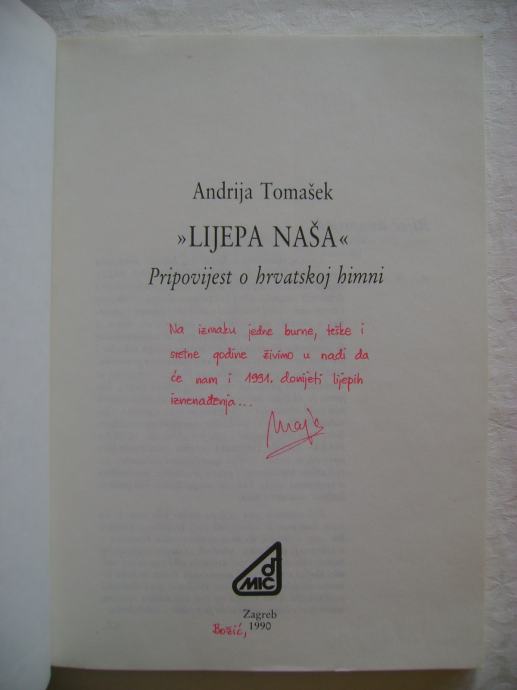 Andrija Tomašek
»LIJEPA NAŠA«
Pripovijest o hrvatskoj himni
Na izmaku jedne burne, teške i
sretne godine živimo u nadi da
će nam i 1991. donijeti lijepih
iznenađenja...
MIC
Zagreb
Božić, 1990